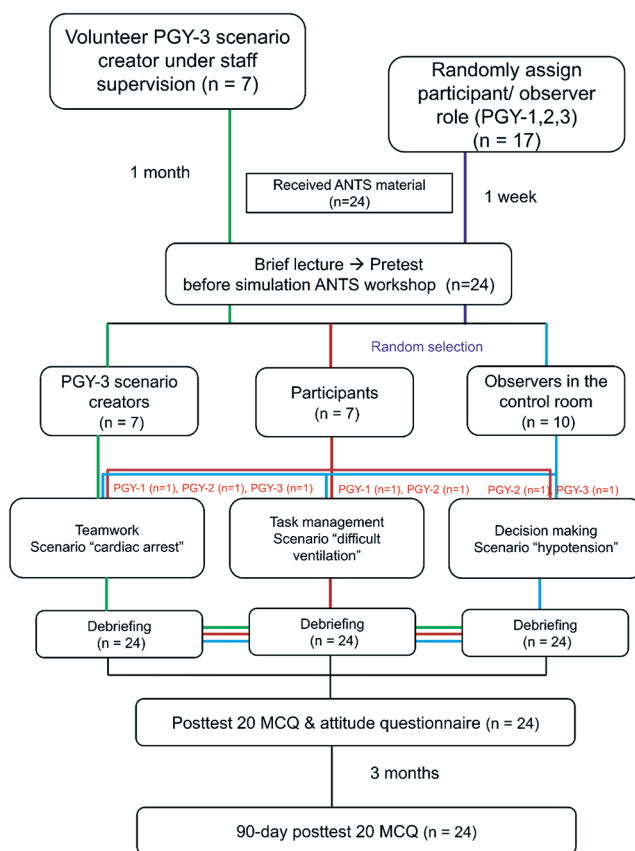 Volunteer PGY-3 scenario
creator under staff
supervision (n = 7)
Randomly assign
participant/ observer
role (PGY-1,2,3)
(n = 17)
1 month
Received ANTS material
(n=24)
1 week
Brief lecture → Pretest
before simulation ANTS workshop (n=24)
Random selection
PGY-3 scenario
creators
(n = 7)
Participants
(n = 7)
Observers in the
control room
(n = 10)
PGY-1 (n=1), PGY-2 (n=1), PGY-3 (n=1)
PGY-1 (n=1), PGY-2 (n=1)
PGY-2 (n=1), PGY-3 (n=1)
Teamwork
Scenario “cardiac arrest”
Task management
Scenario “difficult
ventilation”
Decision making
Scenario “hypotension”
Debriefing
(n = 24)
Debriefing
(n = 24)
Debriefing
(n = 24)
Posttest 20 MCQ & attitude questionnaire (n = 24)
3 months
90-day posttest 20 MCQ (n = 24)